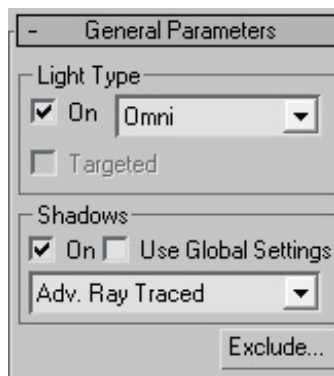 - General Parameters
Light Type
On Omni
Targeted
Shadows
On Use Global Settings
Adv. Ray Traced
Exclude...